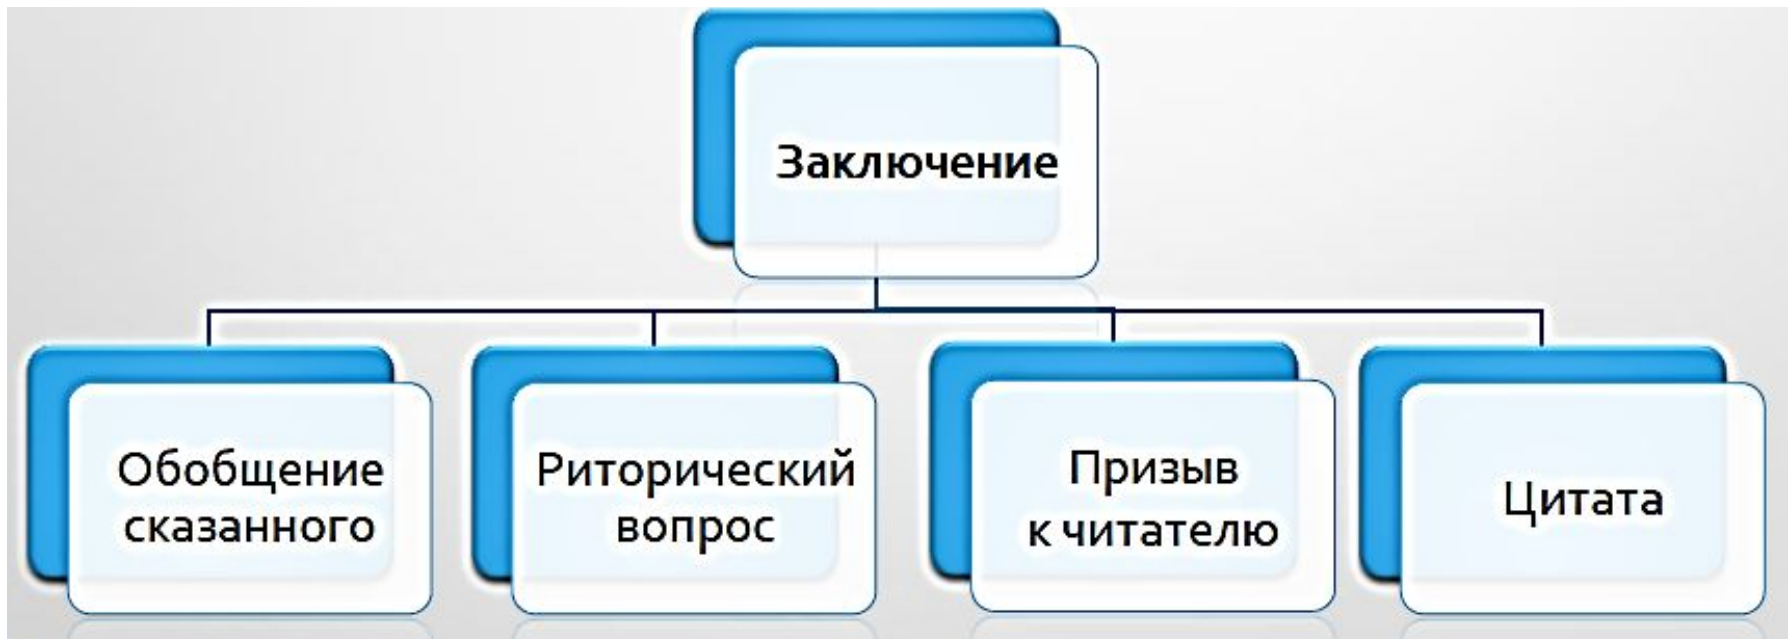 Заключение
Обобщение
сказанного
Риторический
вопрос
Призыв
к читателю
Цитата